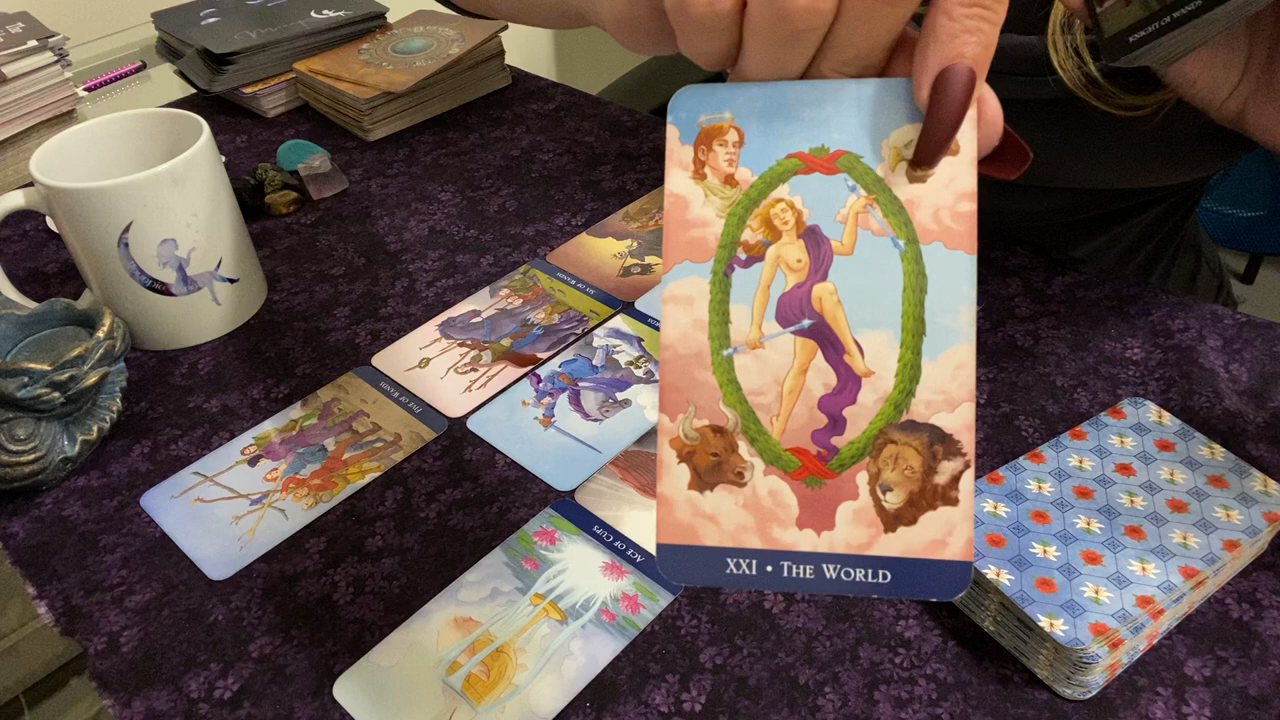 KNIGHT OF WANDS
SIX OF WANDS
FIVE OF WANDS
ACE OF CUPS
XXI • THE WORLD